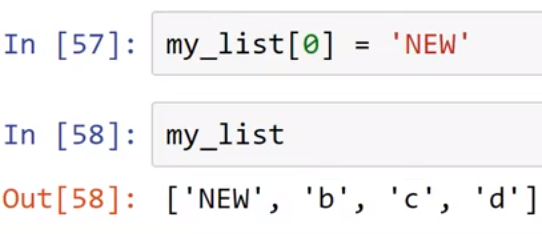 In [57]: my_list[0] = 'NEW'
In [58]: my_list
Out[58]: ['NEW', 'b', 'c', 'd']